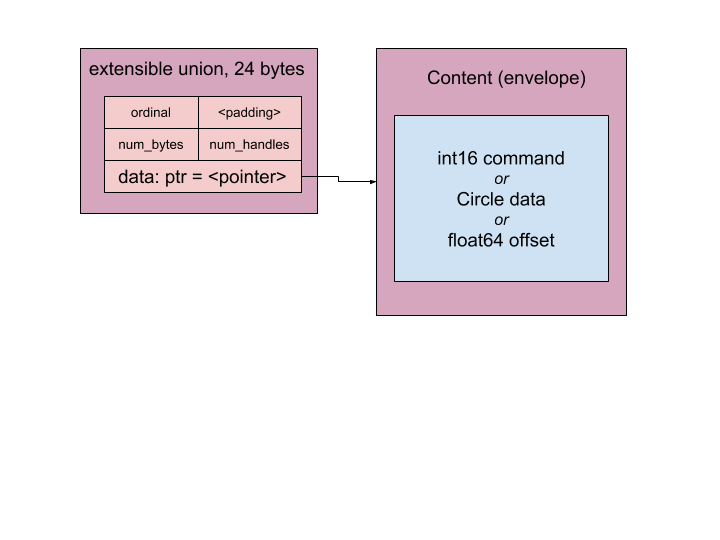 extensible union, 24 bytes
ordinal
<padding>
num_bytes
num_handles
data: ptr = <pointer>
Content (envelope)
int16 command
or
Circle data
or
float64 offset